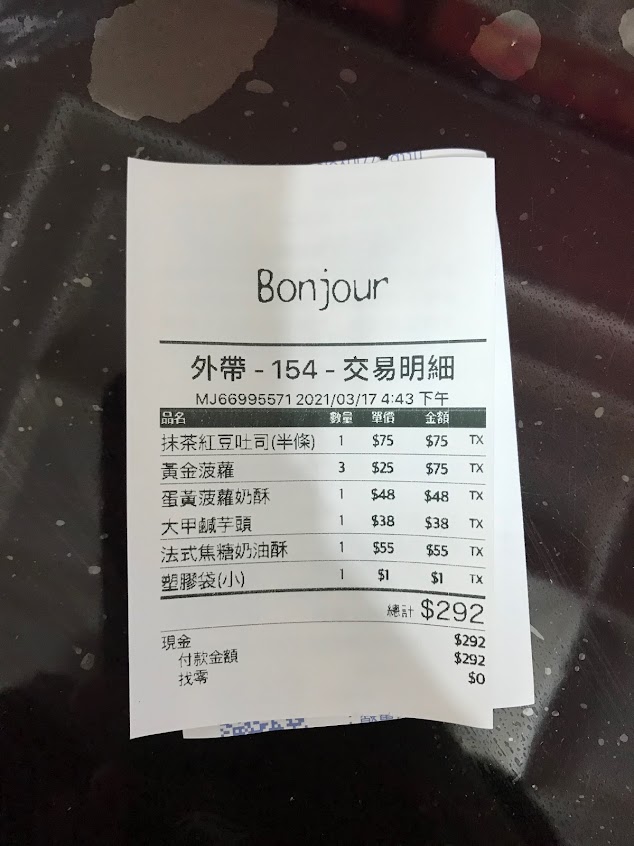 Bonjour
外帶 - 154 - 交易明細
MJ66995571 2021/03/17 4:43 下午
品名 數量 單價 金額
抹茶紅豆吐司(半條) 1 $75 $75 TX
黃金菠蘿 3 $25 $75 TX
蛋黃菠蘿奶酥 1 $48 $48 TX
大甲鹹芋頭 1 $38 $38 TX
法式焦糖奶油酥 1 $55 $55 TX
塑膠袋(小) 1 $1 $1 TX
總計 $292
現金 $292
付款金額 $292
找零 $0